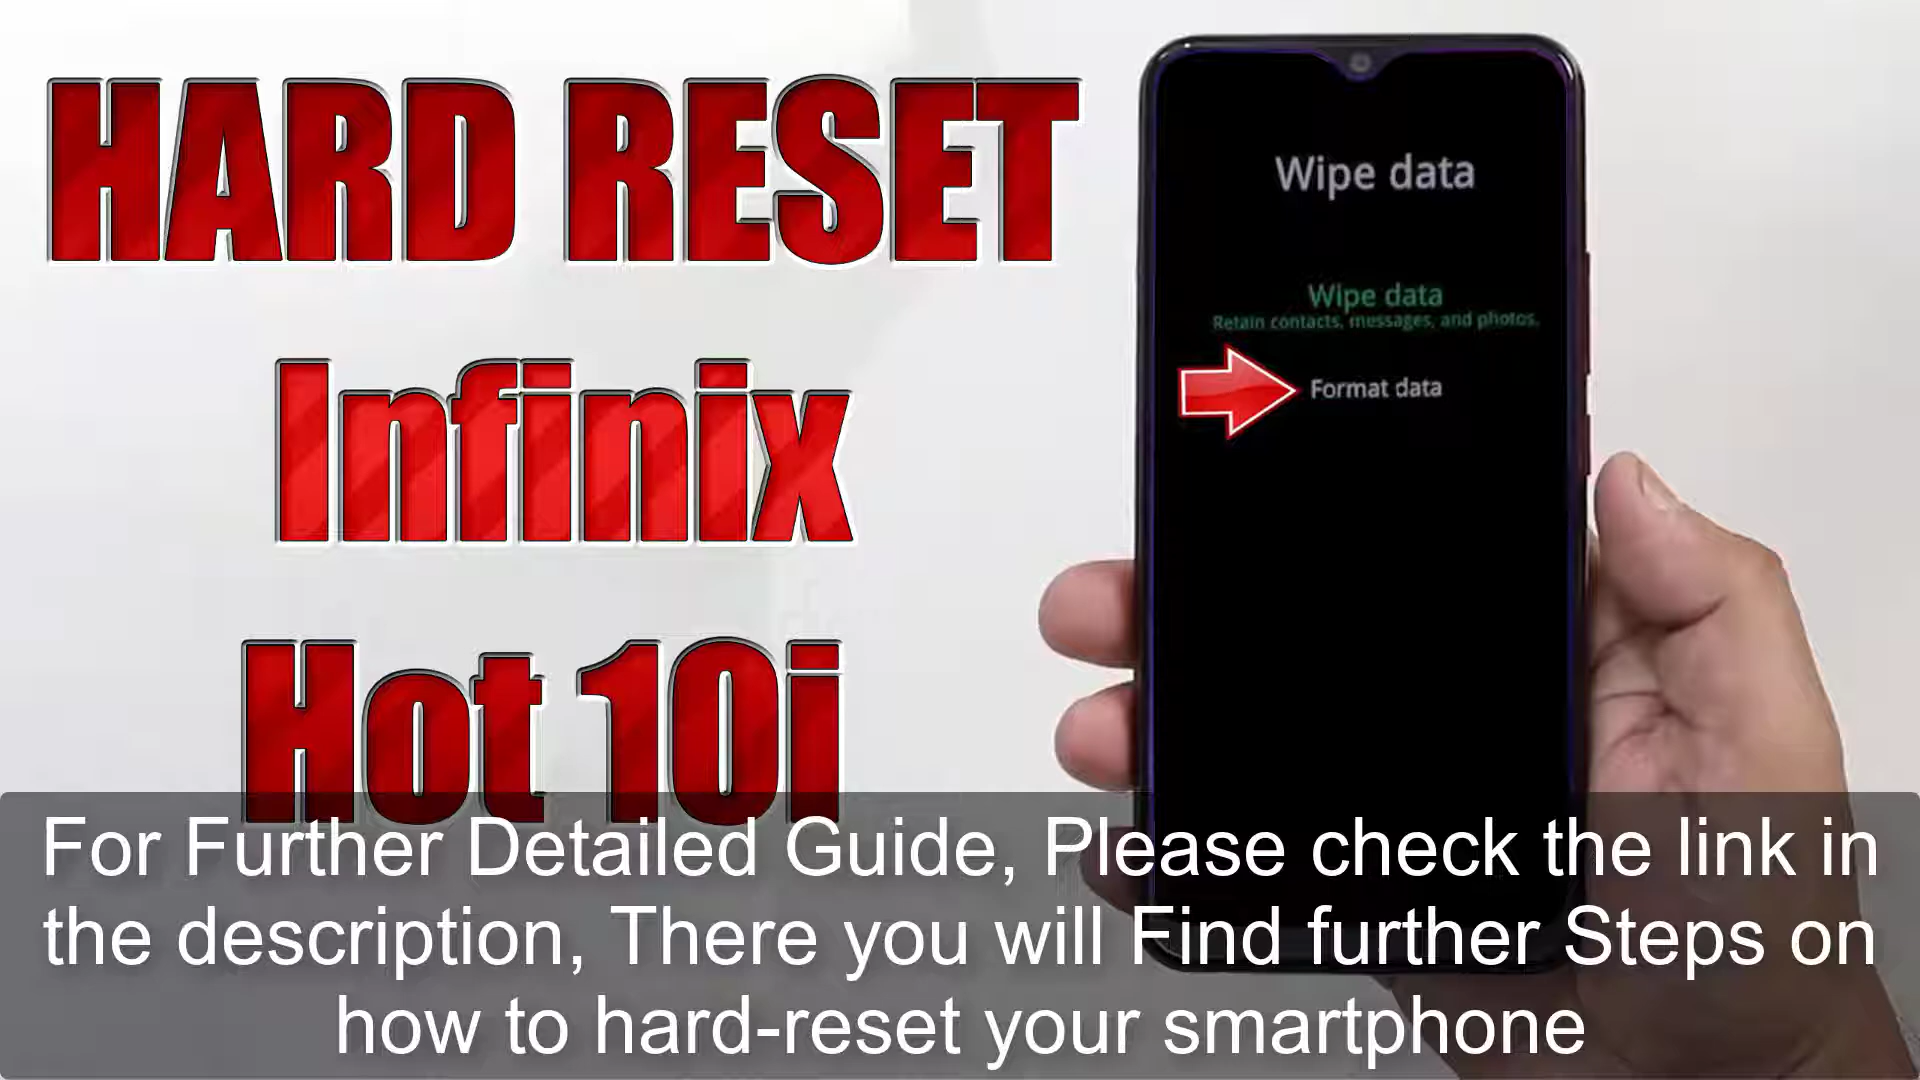 HARD RESET
Infinix
Hot 10i
Wipe data
Wipe data
Retain contacts, messages, and photos.
Format data
For Further Detailed Guide, Please check the link in
the description, There you will Find further Steps on
how to hard-reset your smartphone